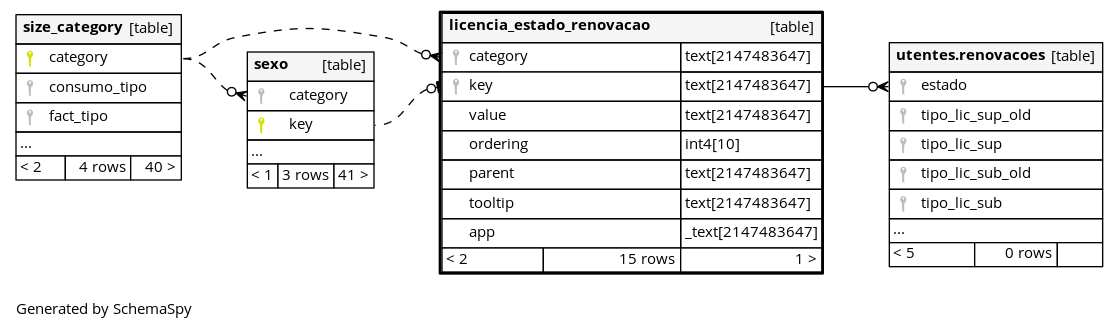 size_category [table]
category
consumo_tipo
fact_tipo
...
< 2 4 rows 40 >
sexo [table]
category
key
...
< 1 3 rows 41 >
licencia_estado_renovacao [table]
category text[2147483647]
key text[2147483647]
value text[2147483647]
ordering int4[10]
parent text[2147483647]
tooltip text[2147483647]
app _text[2147483647]
< 2 15 rows 1 >
utentes.renovacoes [table]
estado
tipo_lic_sup_old
tipo_lic_sup
tipo_lic_sub_old
tipo_lic_sub
...
< 5 0 rows
Generated by SchemaSpy